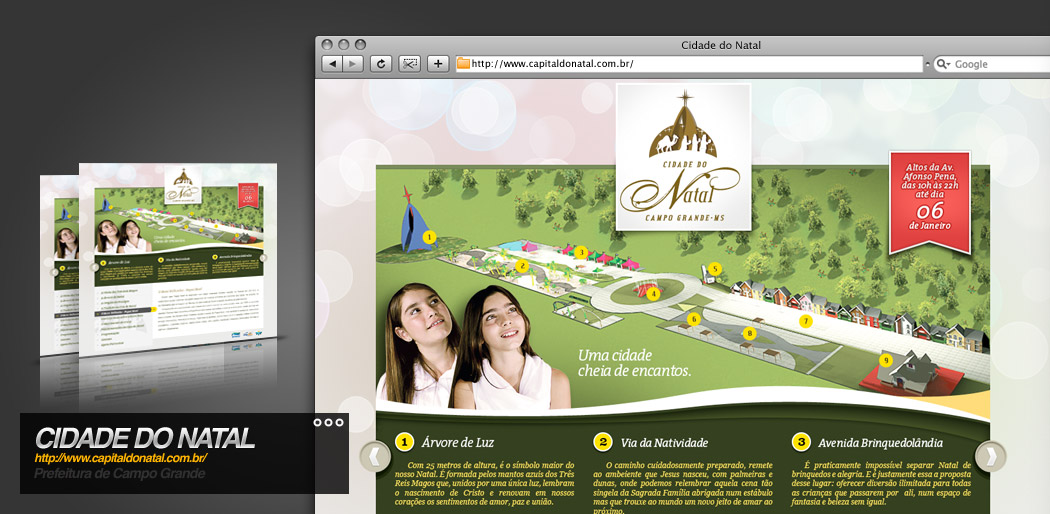 Cidade do Natal
http://www.capitaldonatal.com.br/
Google
CIDADE DO
Natal
CAMPO GRANDE-MS
Altos da Av.
Afonso Pena,
das 10h às 22h
até dia
06
de Janeiro
1
2
3
4
5
6
7
8
9
Uma cidade
cheia de encantos.
1 Árvore de Luz
Com 25 metros de altura, é o símbolo maior do
nosso Natal. É formada pelos mantos azuis dos Três
Reis Magos que, unidos por uma única luz, lembram
o nascimento de Cristo e renovam em nossos
corações os sentimentos de amor, paz e união.
2 Via da Natividade
O caminho cuidadosamente preparado, remete
ao ambeiente que Jesus nasceu, com palmeiras e
dunas, onde podemos relembrar aquela cena tão
singela da Sagrada Família abrigada num estábulo
mas que trouxe ao mundo um novo jeito de amar ao
próximo.
3 Avenida Brinquedolândia
É praticamente impossível separar Natal de
brinquedos e alegria. E é justamente essa a proposta
desse lugar: oferecer diversão ilimitada para todas
as crianças que passarem por ali, num espaço de
fantasia e beleza sem igual.
CIDADE DO NATAL
http://www.capitaldonatal.com.br/
Prefeitura de Campo Grande